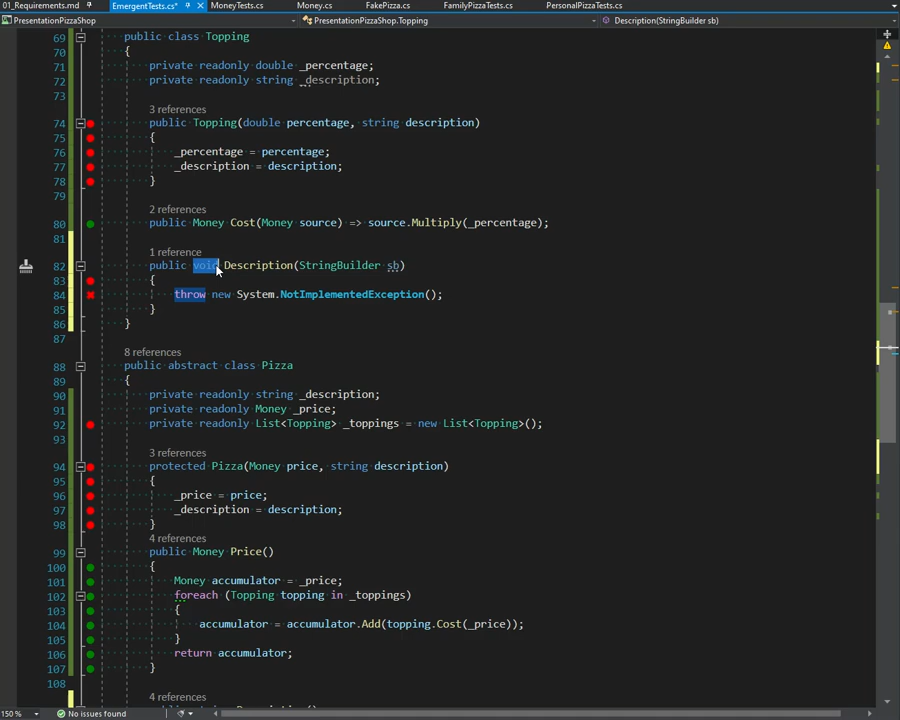 01_Requirements.md EmergentTests.cs* MoneyTests.cs Money.cs FakePizza.cs FamilyPizzaTests.cs PersonalPizzaTests.cs
PresentationPizzaShop PresentationPizzaShop.Topping Description(StringBuilder sb)
69 public class Topping
70 {
71 private readonly double _percentage;
72 private readonly string _description;
73
3 references
74 public Topping(double percentage, string description)
75 {
76 _percentage = percentage;
77 _description = description;
78 }
79
2 references
80 public Money Cost(Money source) => source.Multiply(_percentage);
81
1 reference
82 public void Description(StringBuilder sb)
83 {
84 throw new System.NotImplementedException();
85 }
86 }
87
8 references
88 public abstract class Pizza
89 {
90 private readonly string _description;
91 private readonly Money _price;
92 private readonly List<Topping> _toppings = new List<Topping>();
93
3 references
94 protected Pizza(Money price, string description)
95 {
96 _price = price;
97 _description = description;
98 }
4 references
99 public Money Price()
100 {
101 Money accumulator = _price;
102 foreach (Topping topping in _toppings)
103 {
104 accumulator = accumulator.Add(topping.Cost(_price));
105 }
106 return accumulator;
107 }
108
4 references
150 % No issues found